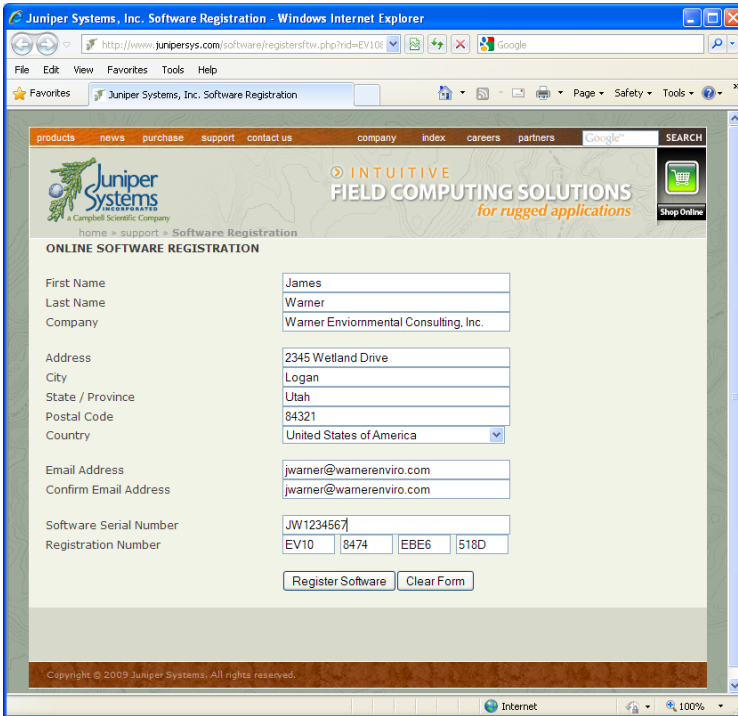 Juniper Systems, Inc. Software Registration - Windows Internet Explorer
http://www.junipersys.com/software/registersftw.php?rid=EV108 Google
File Edit View Favorites Tools Help
Favorites Juniper Systems, Inc. Software Registration Page Safety Tools »
products news purchase support contact us company index careers partners Google™ SEARCH
Juniper
Systems
INCORPORATED
a Campbell Scientific Company
INTUITIVE
FIELD COMPUTING SOLUTIONS
for rugged applications
Shop Online
home » support » Software Registration
ONLINE SOFTWARE REGISTRATION
First Name James
Last Name Warner
Company Warner Enviornmental Consulting, Inc.
Address 2345 Wetland Drive
City Logan
State / Province Utah
Postal Code 84321
Country United States of America
Email Address jwarner@warnerenviro.com
Confirm Email Address jwarner@warnerenviro.com
Software Serial Number JW1234567
Registration Number EV10 8474 EBE6 518D
Register Software Clear Form
Copyright © 2009 Juniper Systems. All rights reserved.
Internet 100%